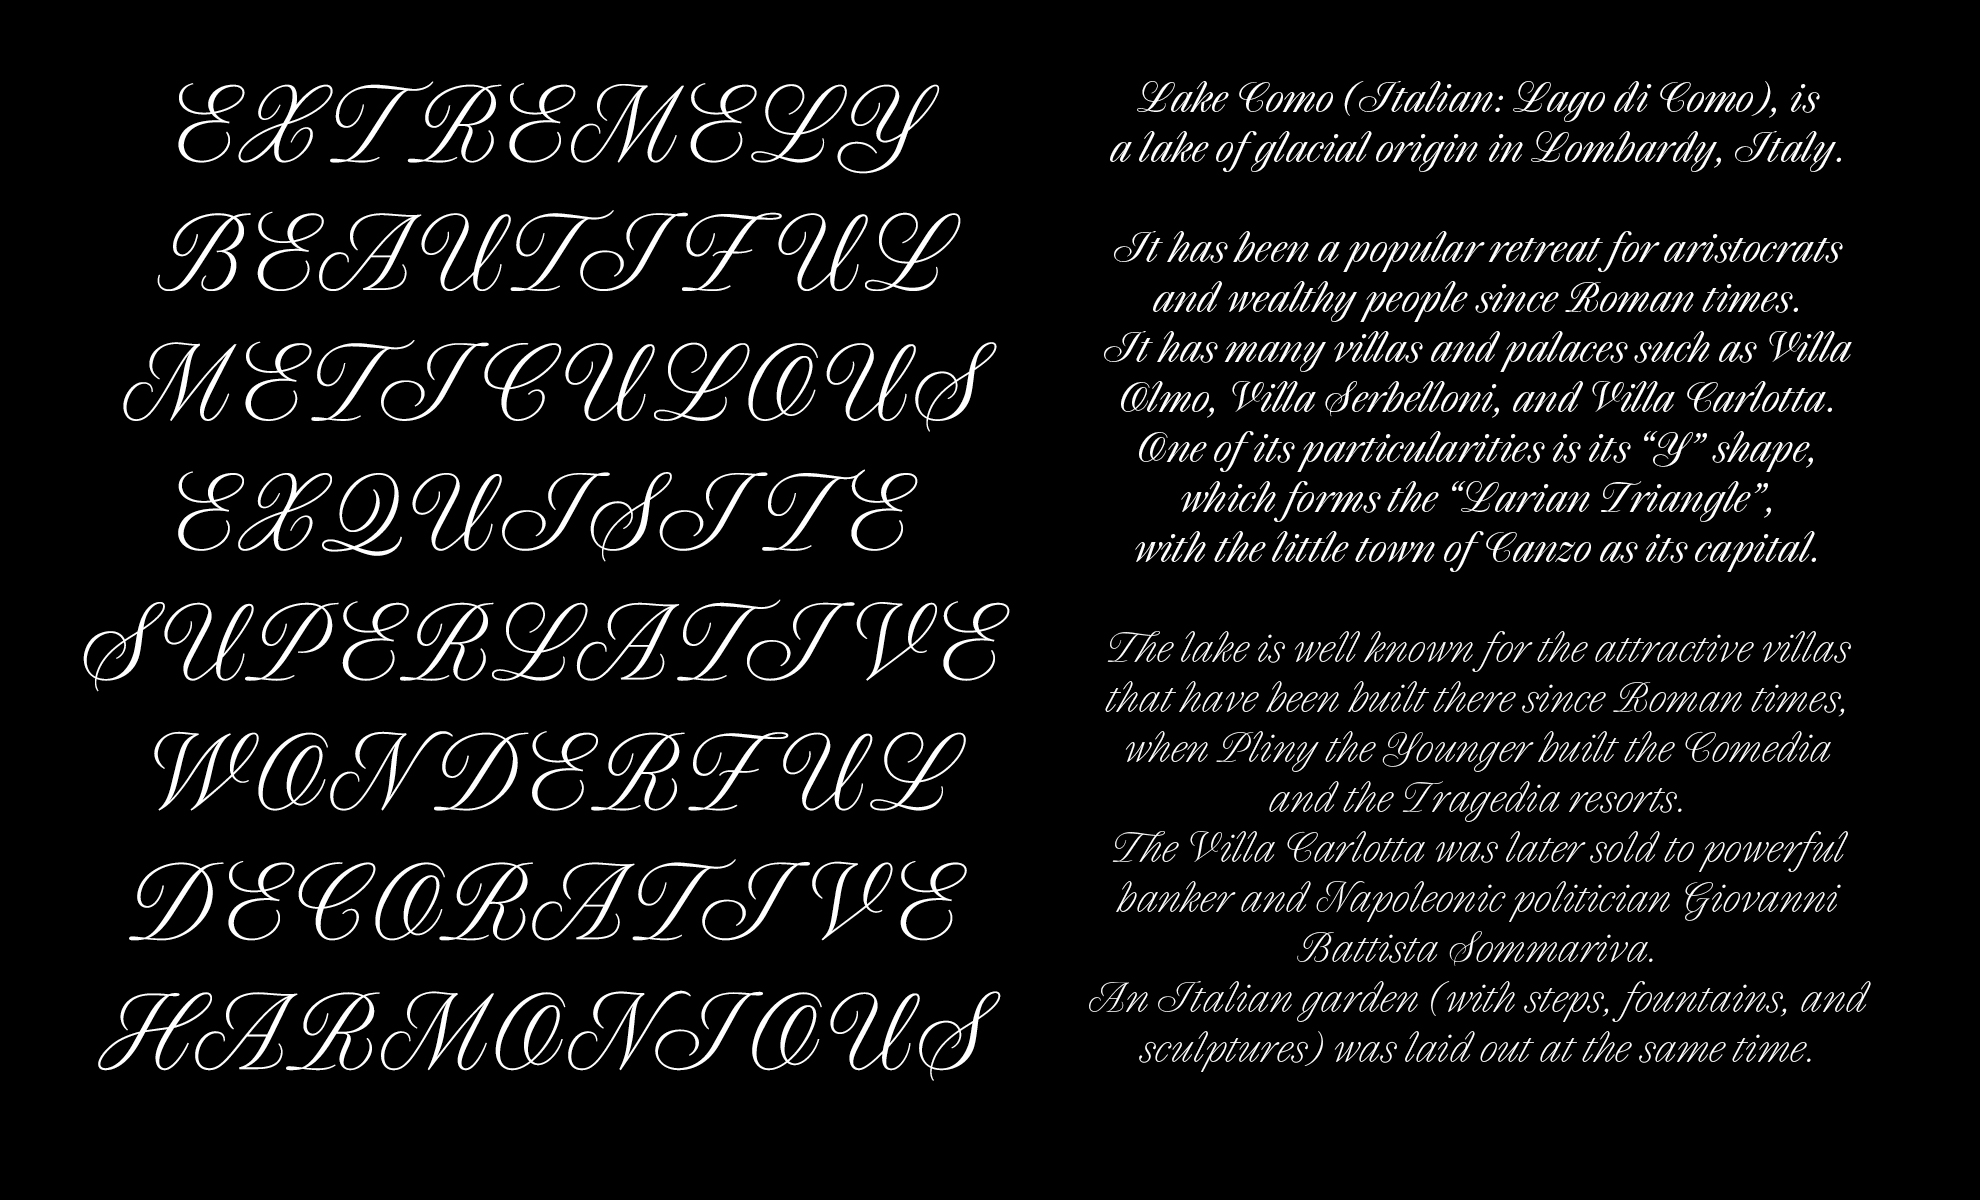 EXTREMELY
BEAUTIFUL
METICULOUS
EXQUISITE
SUPERLATIVE
WONDERFUL
DECORATIVE
HARMONIOUS
Lake Como (Italian: Lago di Como), is
a lake of glacial origin in Lombardy, Italy.
It has been a popular retreat for aristocrats
and wealthy people since Roman times.
It has many villas and palaces such as Villa
Olmo, Villa Serbelloni, and Villa Carlotta.
One of its particularities is its “Y” shape,
which forms the “Larian Triangle”,
with the little town of Canzo as its capital.
The lake is well known for the attractive villas
that have been built there since Roman times,
when Pliny the Younger built the Comedia
and the Tragedia resorts.
The Villa Carlotta was later sold to powerful
banker and Napoleonic politician Giovanni
Battista Sommariva.
An Italian garden (with steps, fountains, and
sculptures) was laid out at the same time.